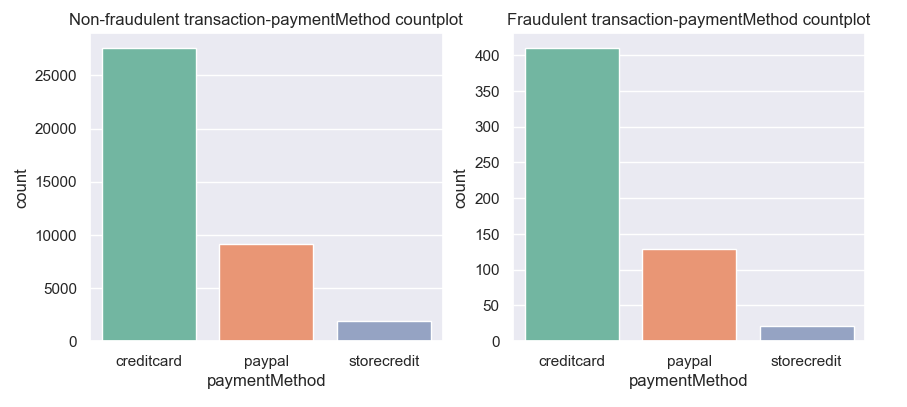 Non-fraudulent transaction-paymentMethod countplot
25000
20000
15000
10000
5000
0
count
creditcard paypal storecredit
paymentMethod
Fraudulent transaction-paymentMethod countplot
400
350
300
250
200
150
100
50
0
count
creditcard paypal storecredit
paymentMethod